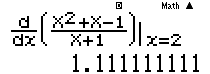 D Math ▲
d/dx((X²+X-1)/(X+1))|x=2
1.111111111